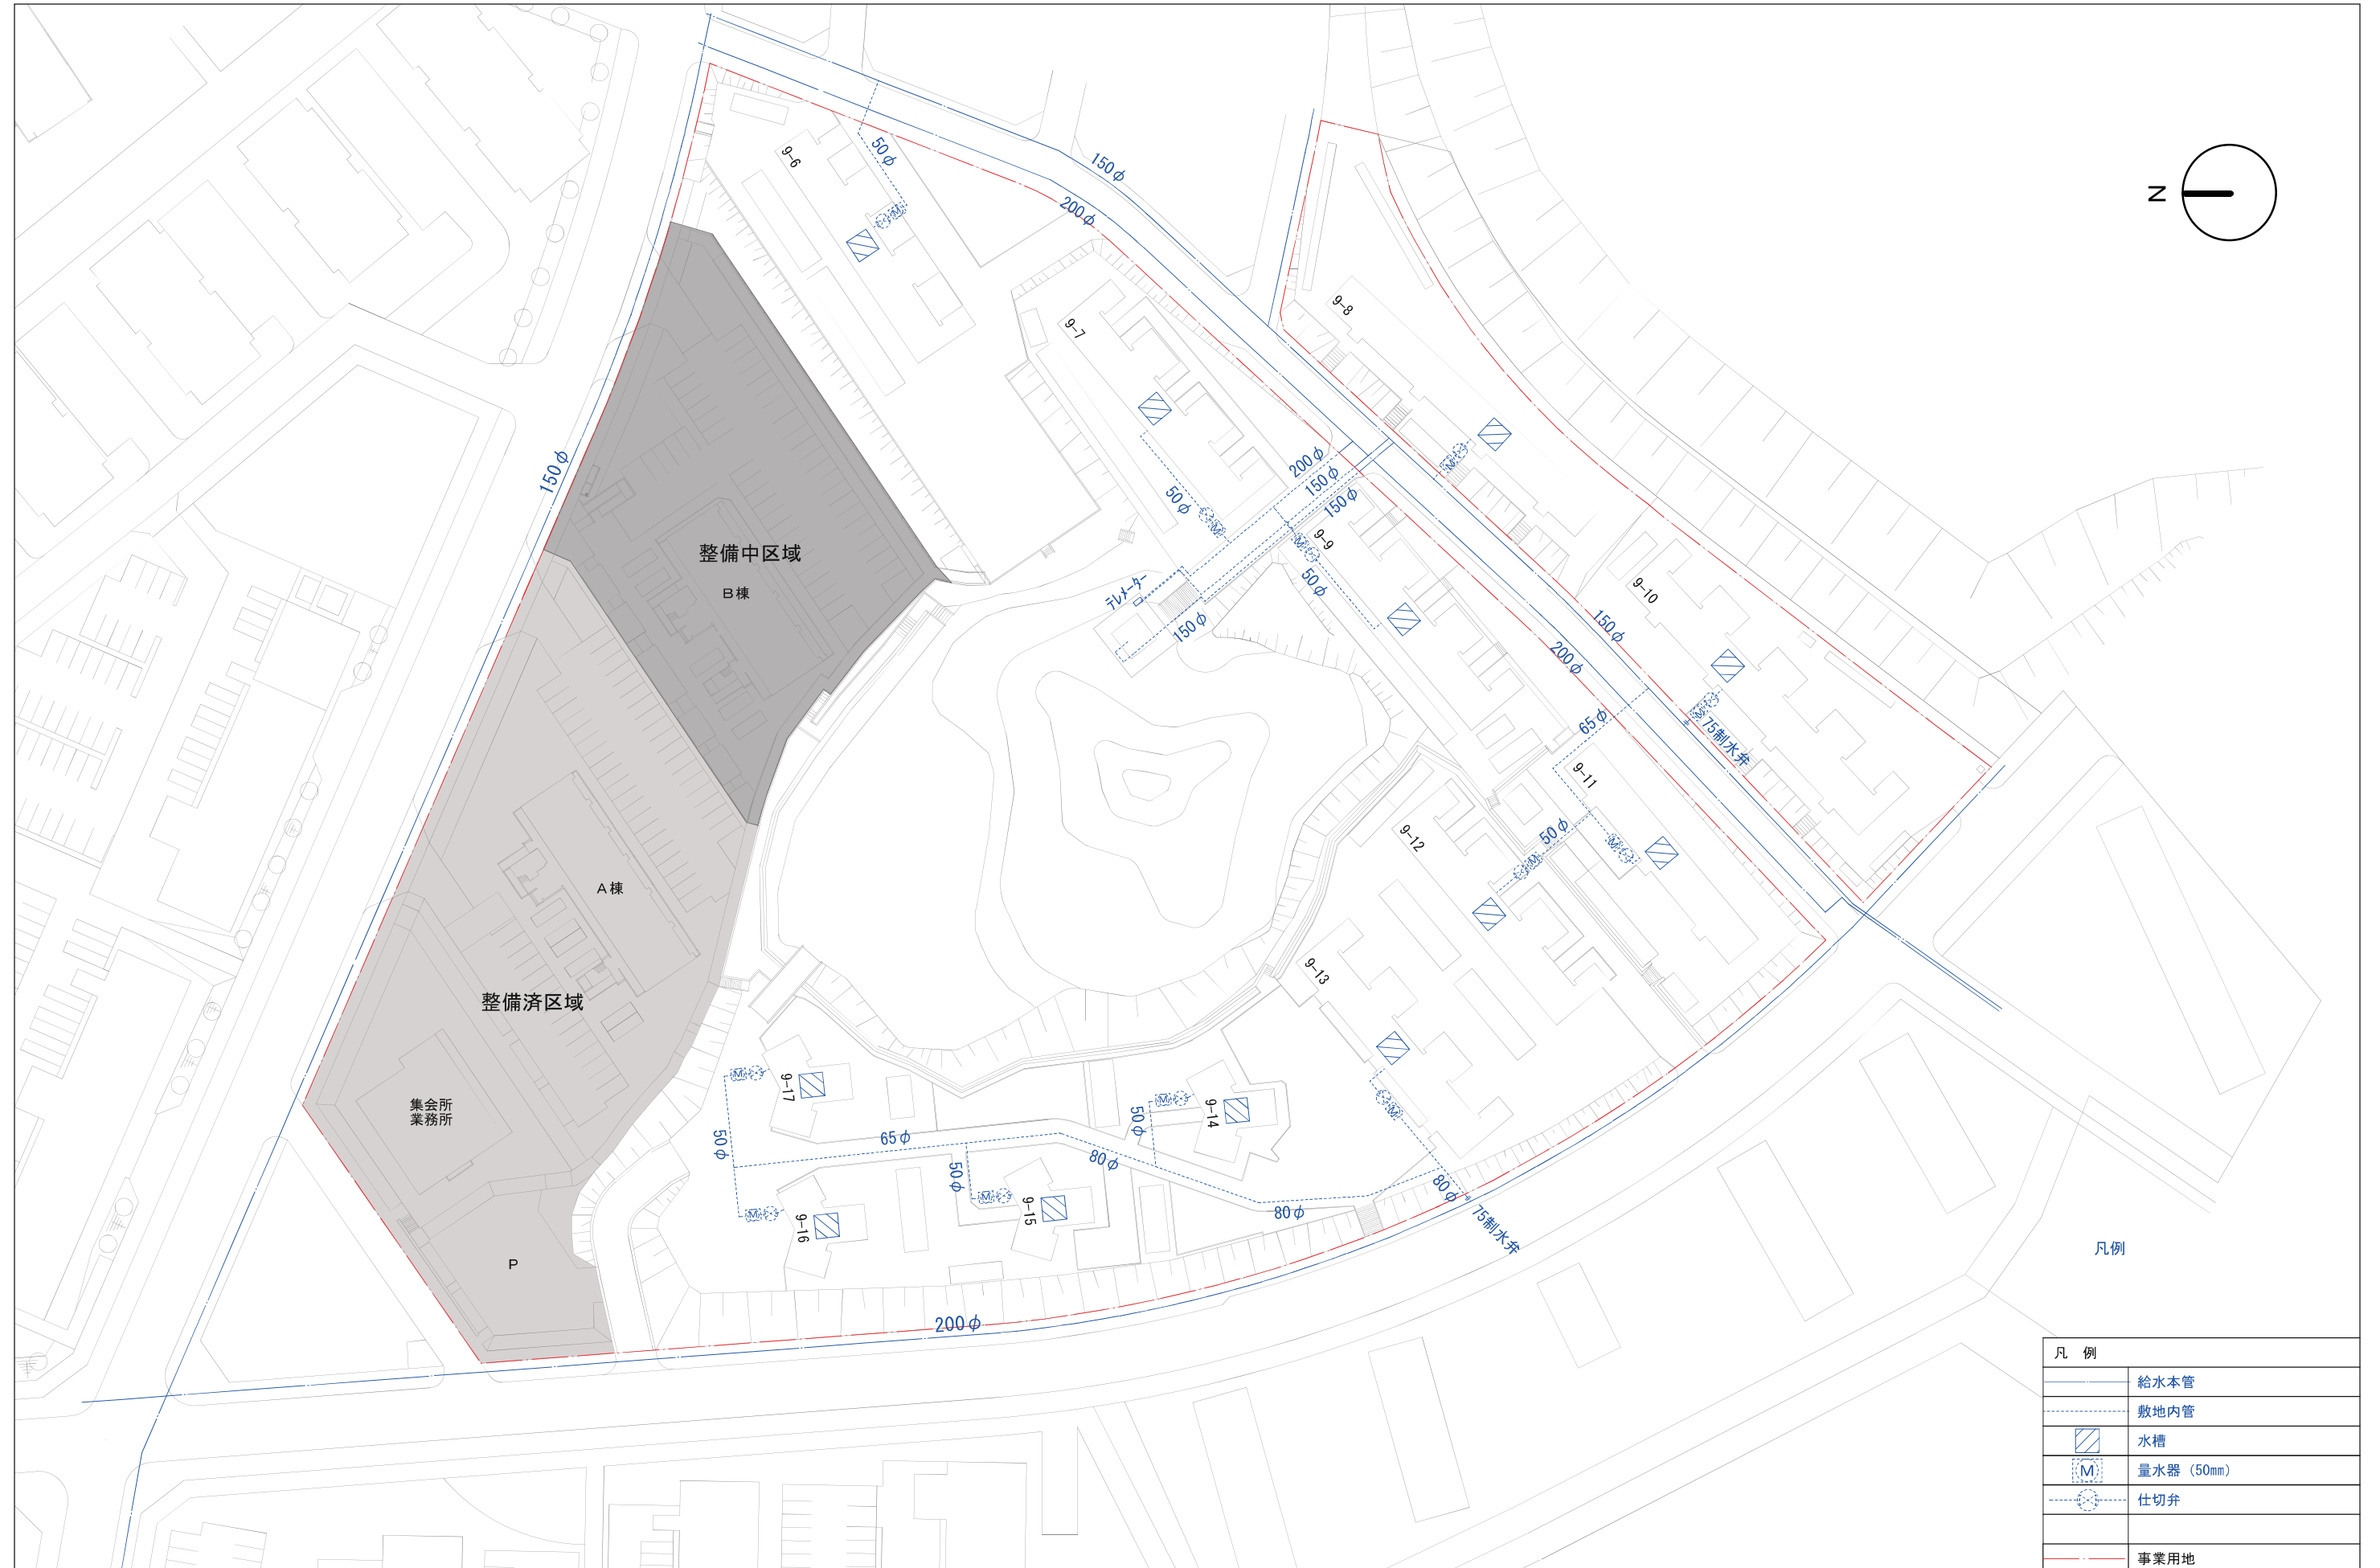 9-6
50φ
150φ
200φ
N
9-7
9-8
150φ
200φ
150φ
150φ
50φ
9-9
50φ
整備中区域
B棟
テレメーター
150φ
9-10
150φ
200φ
65φ
75制水弁
9-11
9-12
50φ
A棟
9-13
整備済区域
集会所
業務所
9-17
9-14
50φ
50φ
65φ
80φ
50φ
80φ
9-15
9-16
80φ
75制水弁
P
200φ
凡例
凡 例
給水本管
敷地内管
水槽
M 量水器 (50mm)
仕切弁
事業用地
M
M
M
M
M
M
M
M
M
M
M
M